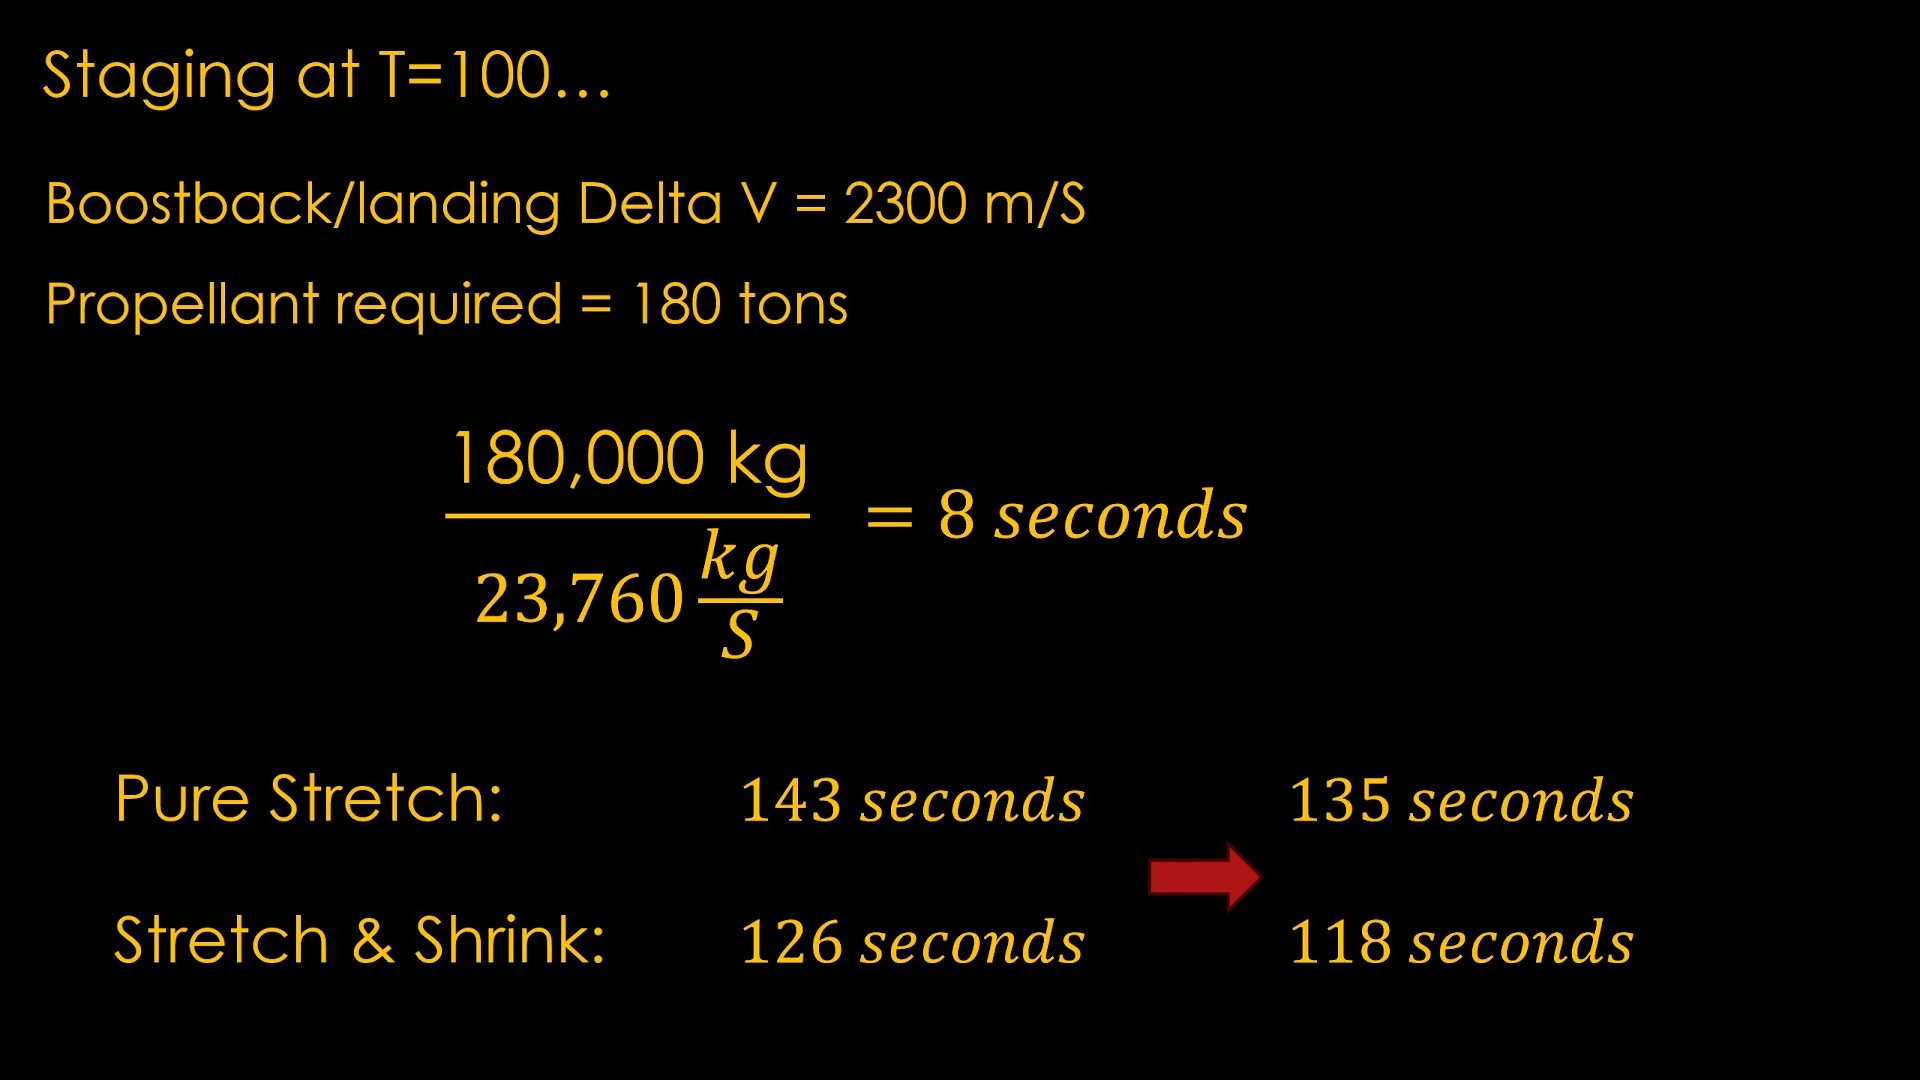 Staging at T=100…
Boostback/landing Delta V = 2300 m/S
Propellant required = 180 tons
180,000 kg
23,760 kg/S
= 8 seconds
Pure Stretch: 143 seconds 135 seconds
Stretch & Shrink: 126 seconds 118 seconds